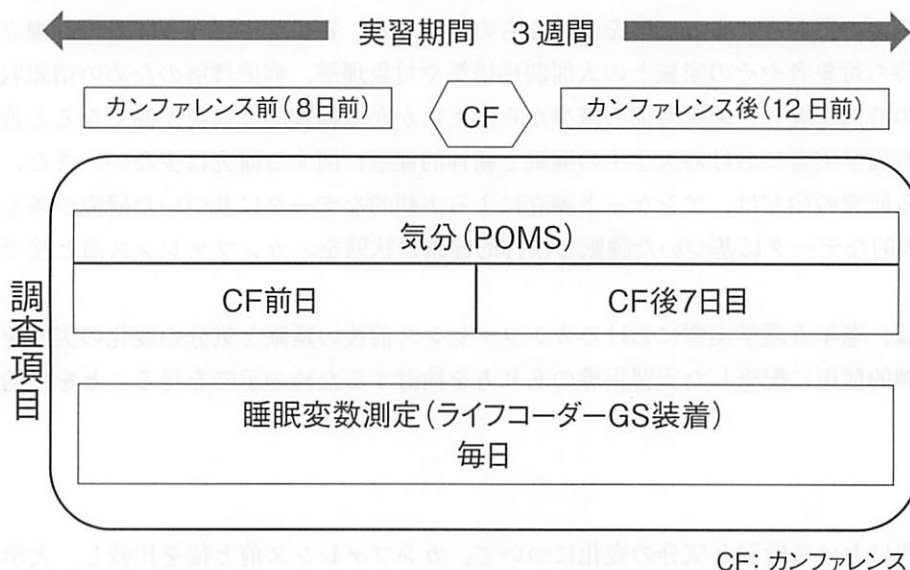 実習期間　3週間
カンファレンス前（8日前）
CF
カンファレンス後（12日前）
調査項目
気分（POMS）
CF前日
CF後7日目
睡眠変数測定（ライフコーダーGS装着）
毎日
CF：カンファレンス